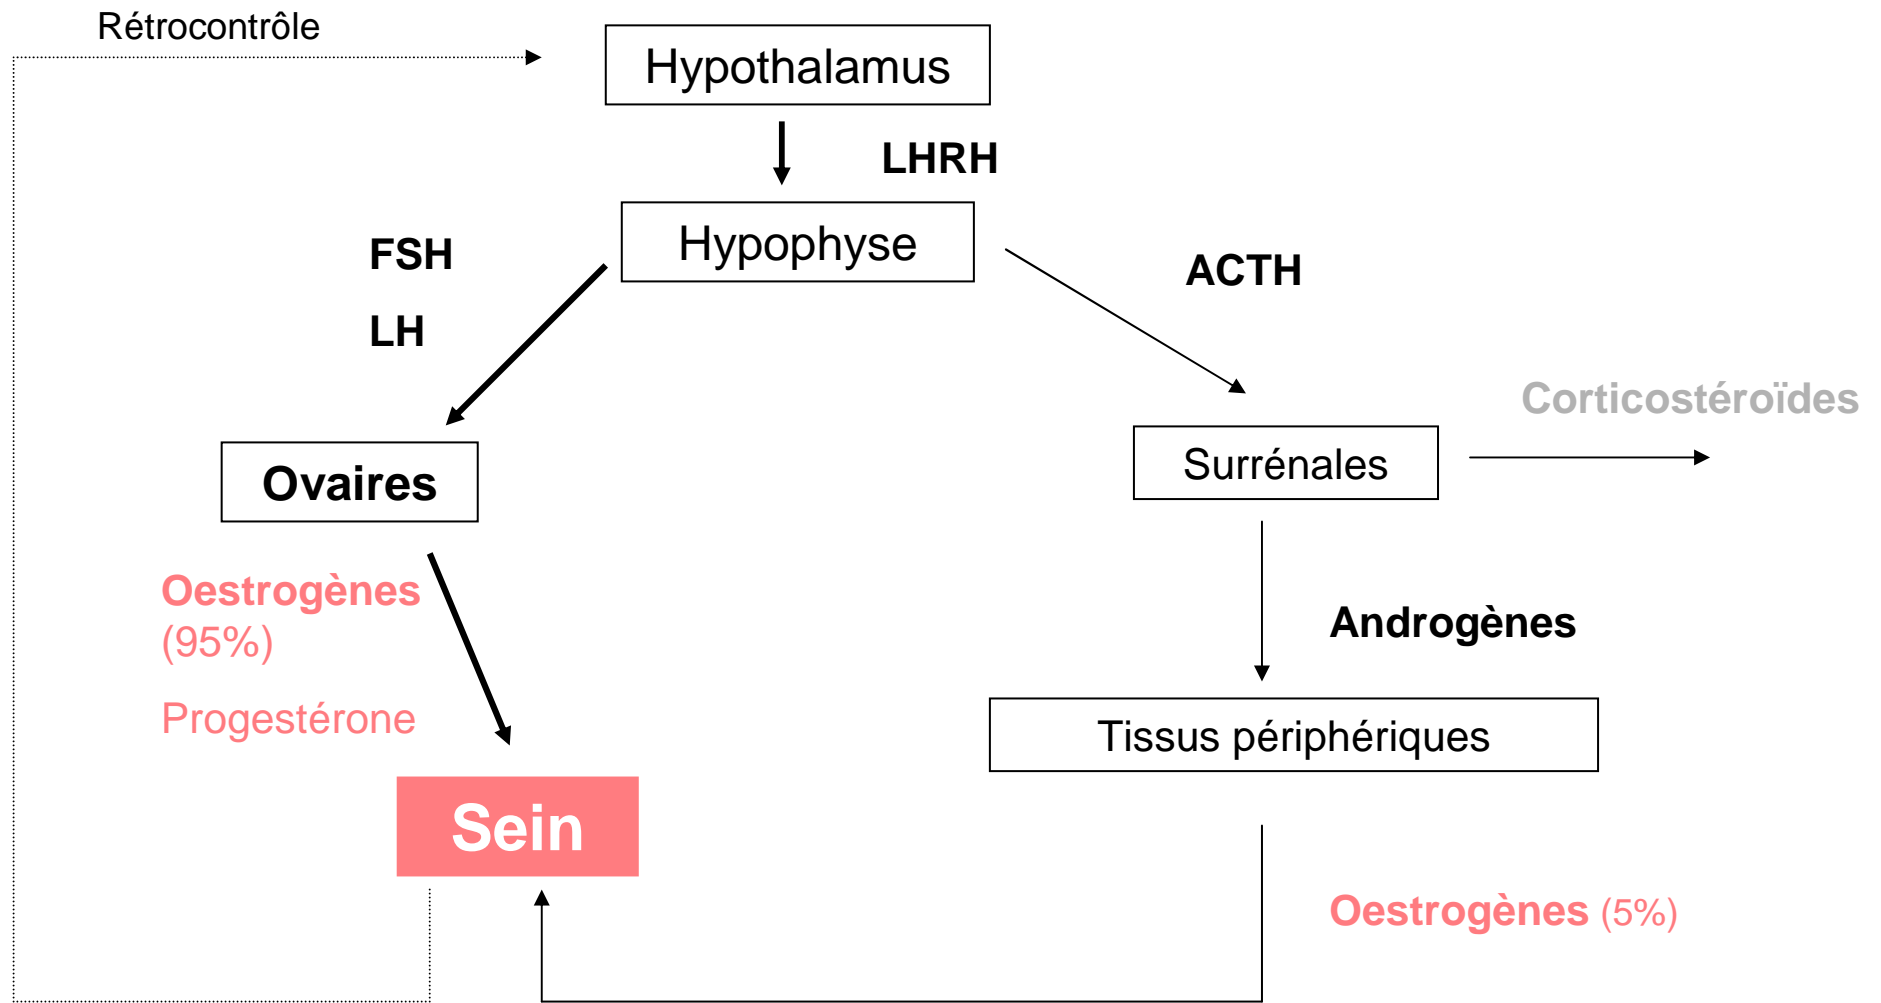 Rétrocontrôle
Hypothalamus
LHRH
Hypophyse
FSH
LH
ACTH
Corticostéroïdes
Ovaires
Surrénales
Oestrogènes
(95%)
Progestérone
Androgènes
Tissus périphériques
Sein
Oestrogènes (5%)